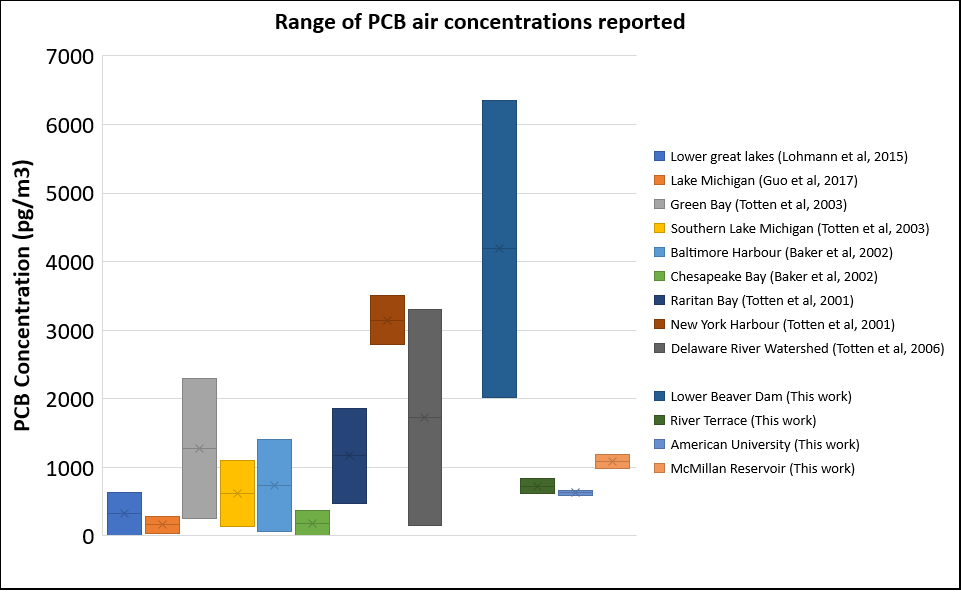 Range of PCB air concentrations reported
PCB Concentration (pg/m3)
7000
6000
5000
4000
3000
2000
1000
0
Lower great lakes (Lohmann et al, 2015)
Lake Michigan (Guo et al, 2017)
Green Bay (Totten et al, 2003)
Southern Lake Michigan (Totten et al, 2003)
Baltimore Harbour (Baker et al, 2002)
Chesapeake Bay (Baker et al, 2002)
Raritan Bay (Totten et al, 2001)
New York Harbour (Totten et al, 2001)
Delaware River Watershed (Totten et al, 2006)
Lower Beaver Dam (This work)
River Terrace (This work)
American University (This work)
McMillan Reservoir (This work)